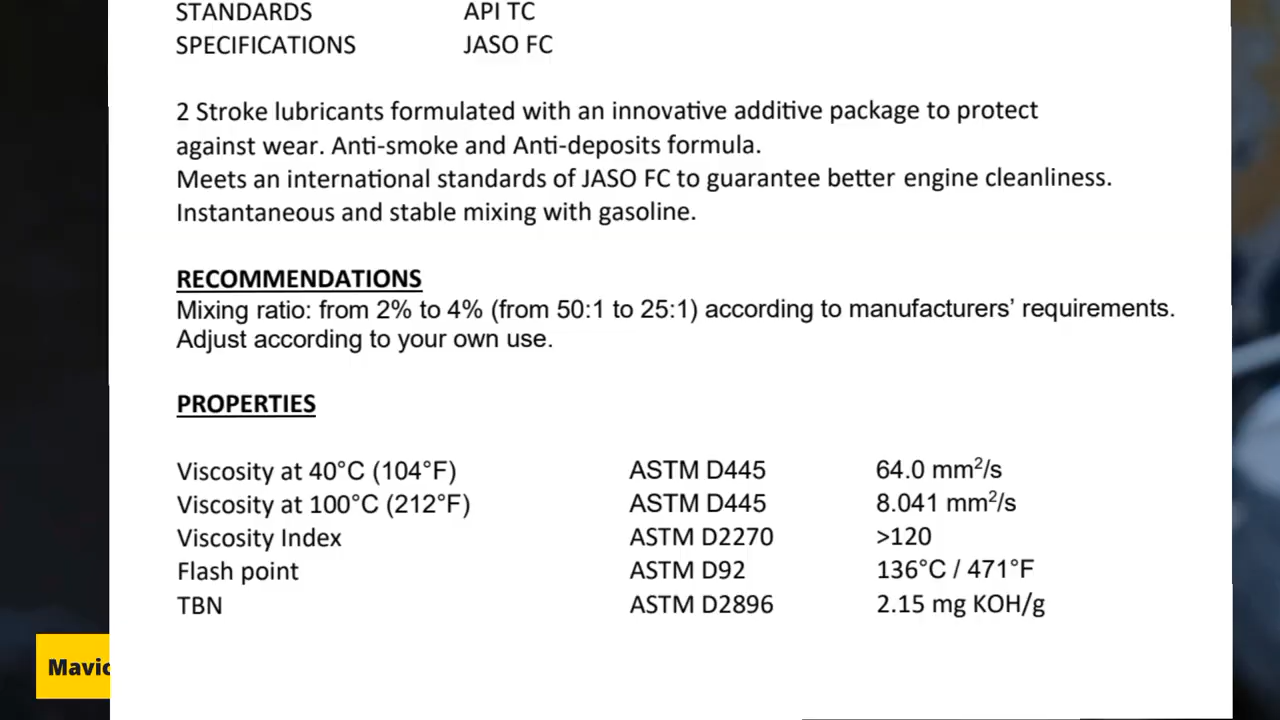 STANDARDS API TC
SPECIFICATIONS JASO FC
2 Stroke lubricants formulated with an innovative additive package to protect
against wear. Anti-smoke and Anti-deposits formula.
Meets an international standards of JASO FC to guarantee better engine cleanliness.
Instantaneous and stable mixing with gasoline.
RECOMMENDATIONS
Mixing ratio: from 2% to 4% (from 50:1 to 25:1) according to manufacturers’ requirements.
Adjust according to your own use.
PROPERTIES
Viscosity at 40°C (104°F) ASTM D445 64.0 mm²/s
Viscosity at 100°C (212°F) ASTM D445 8.041 mm²/s
Viscosity Index ASTM D2270 >120
Flash point ASTM D92 136°C / 471°F
TBN ASTM D2896 2.15 mg KOH/g